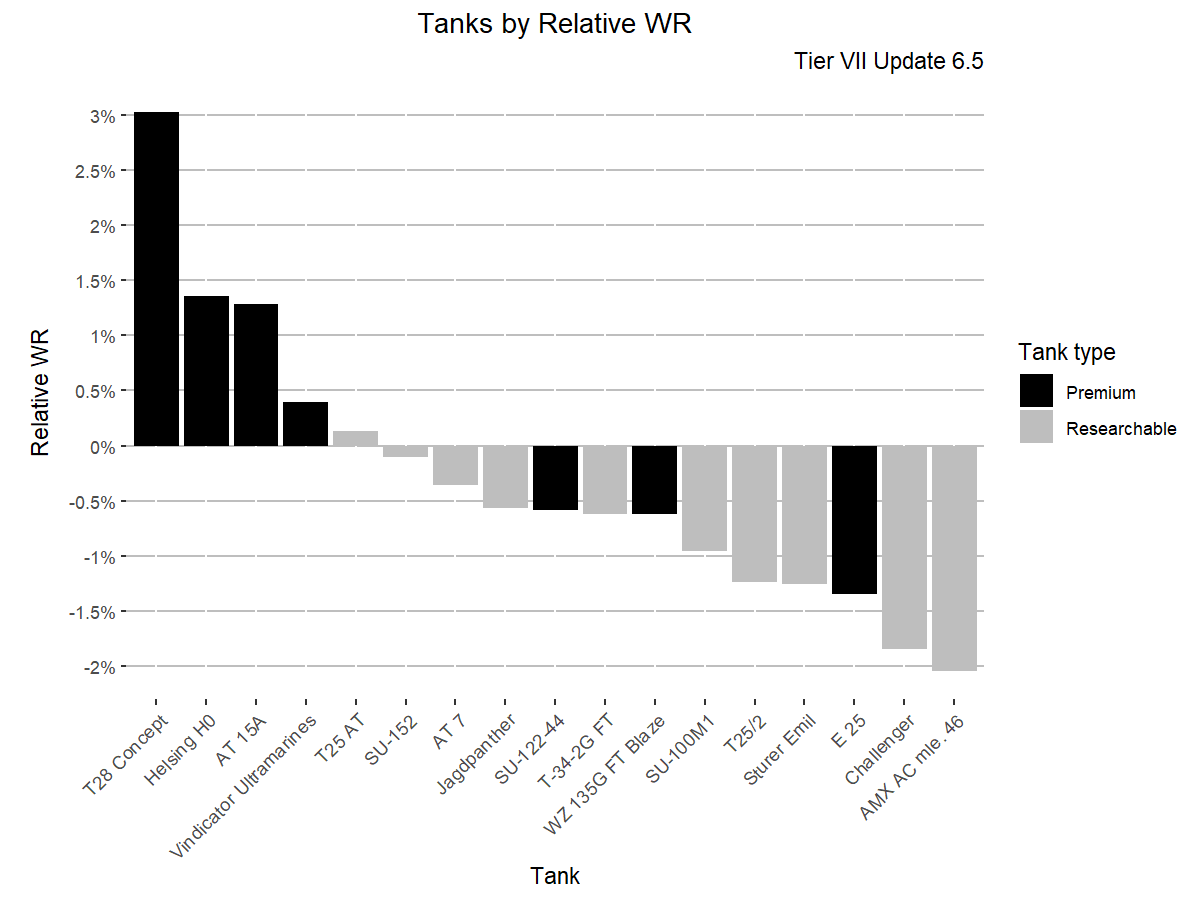 Tanks by Relative WR
Tier VII Update 6.5
3%
2.5%
2%
1.5%
1%
0.5%
0%
-0.5%
-1%
-1.5%
-2%
Relative WR
T28 Concept
Helsing H0
AT 15A
Vindicator Ultramarines
T25 AT
SU-152
AT 7
Jagdpanther
SU-122-44
T-34-2G FT
WZ 135G FT Blaze
SU-100M1
T25/2
Sturer Emil
E 25
Challenger
AMX AC mle. 46
Tank
Tank type
Premium
Researchable